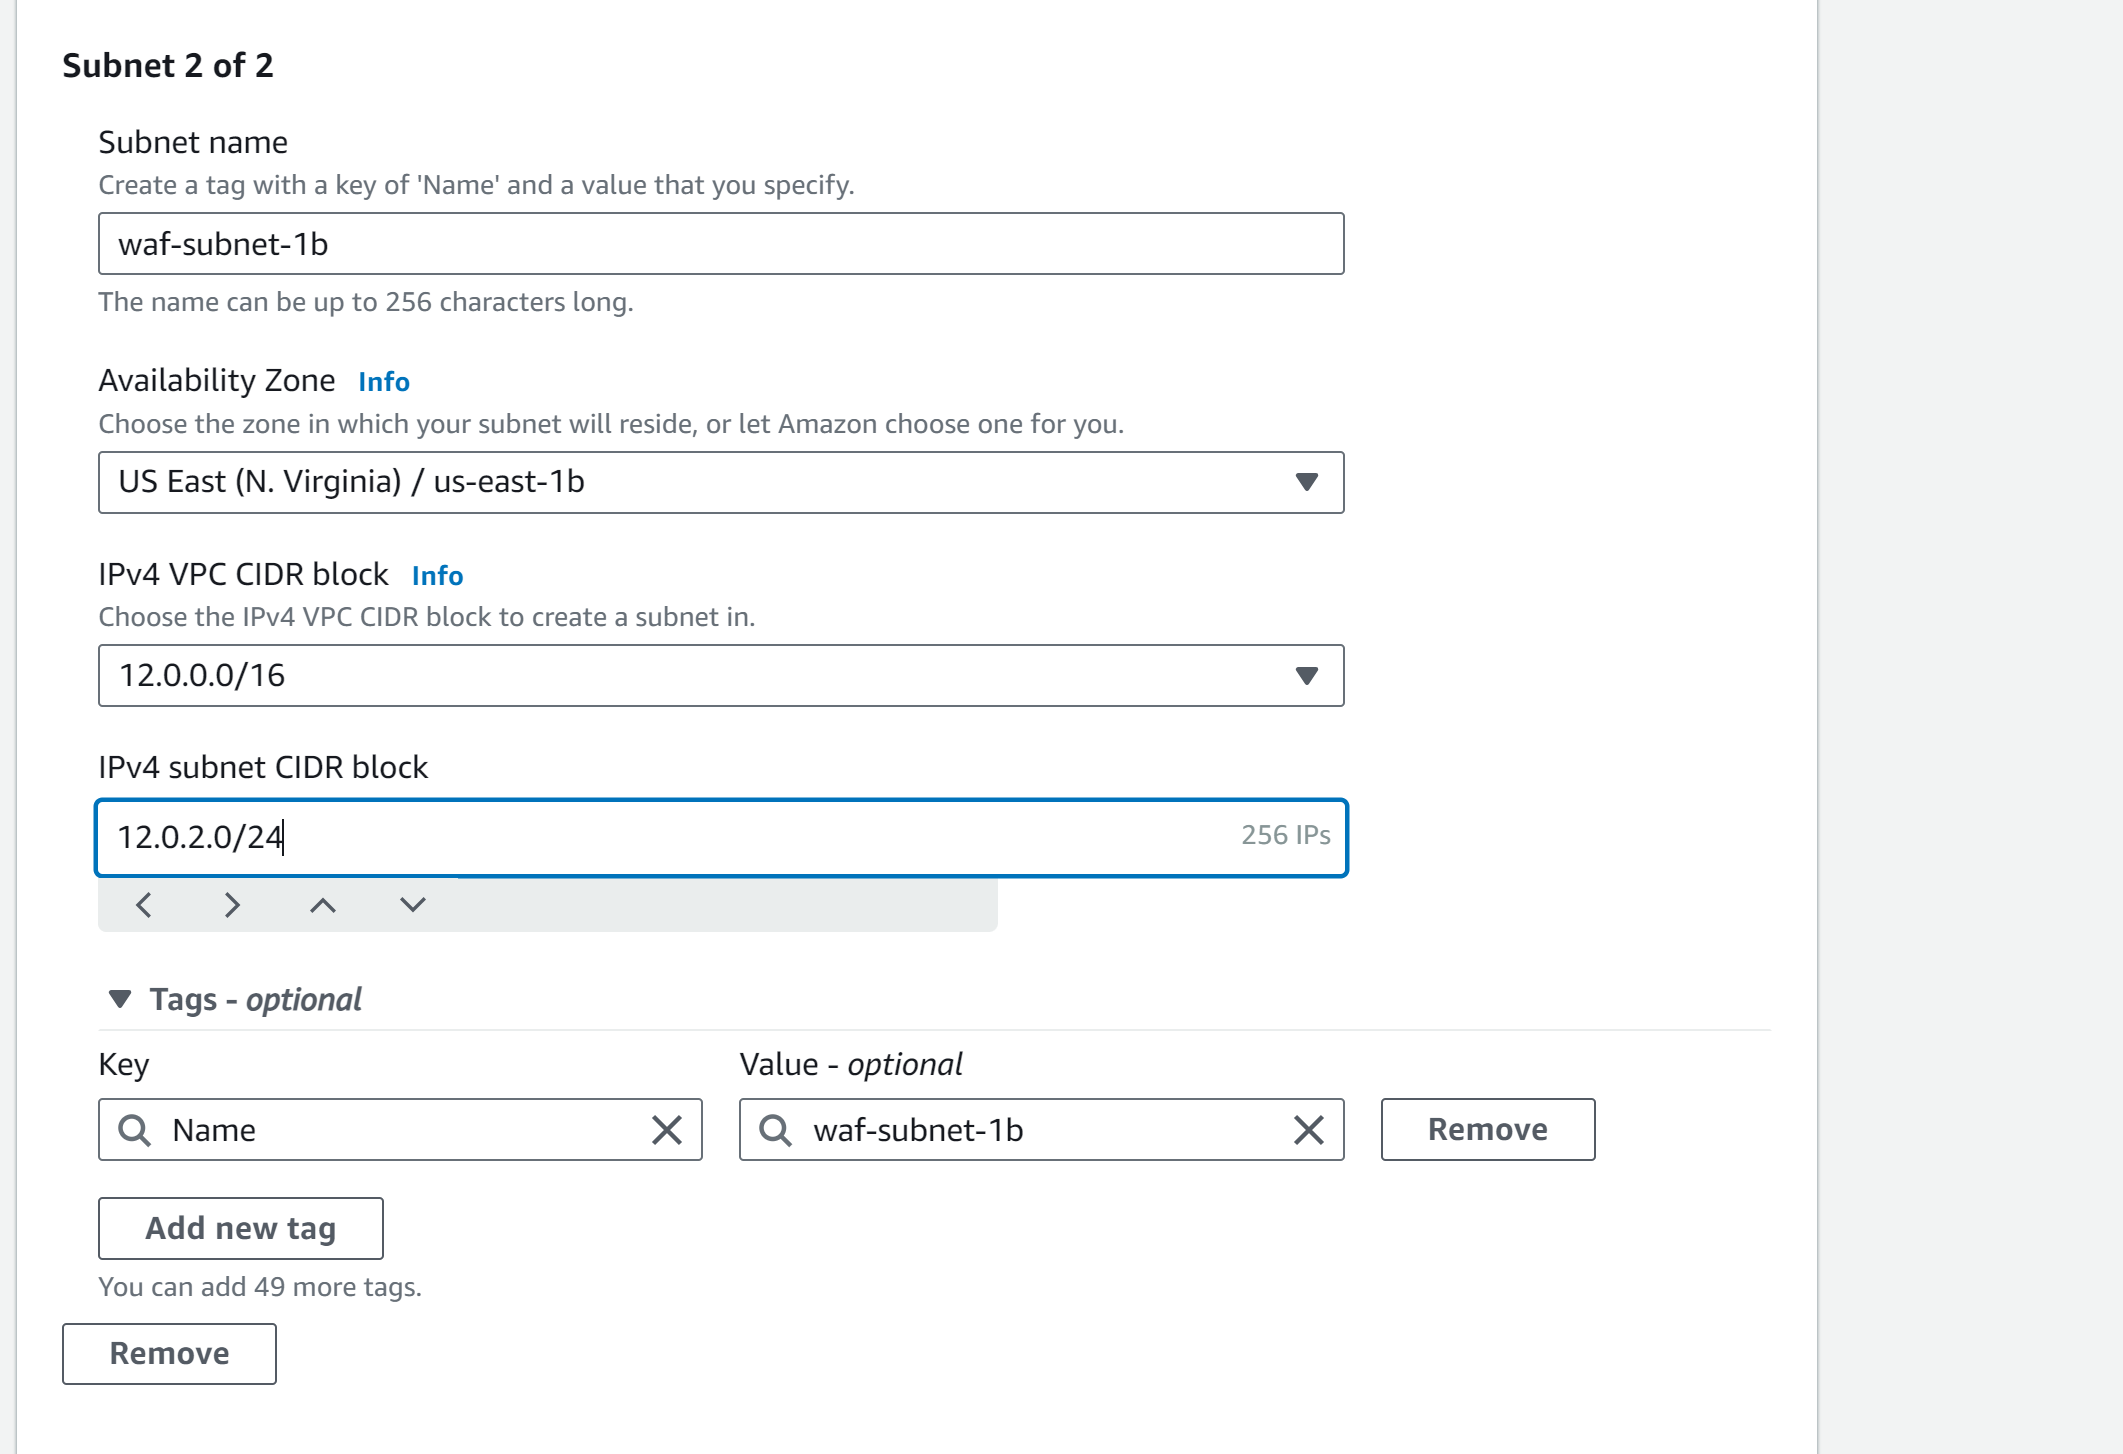 Subnet 2 of 2
Subnet name
Create a tag with a key of 'Name' and a value that you specify.
waf-subnet-1b
The name can be up to 256 characters long.
Availability Zone Info
Choose the zone in which your subnet will reside, or let Amazon choose one for you.
US East (N. Virginia) / us-east-1b
IPv4 VPC CIDR block Info
Choose the IPv4 VPC CIDR block to create a subnet in.
12.0.0.0/16
IPv4 subnet CIDR block
12.0.2.0/24 256 IPs
Tags - optional
Key Value - optional
Name waf-subnet-1b Remove
Add new tag
You can add 49 more tags.
Remove